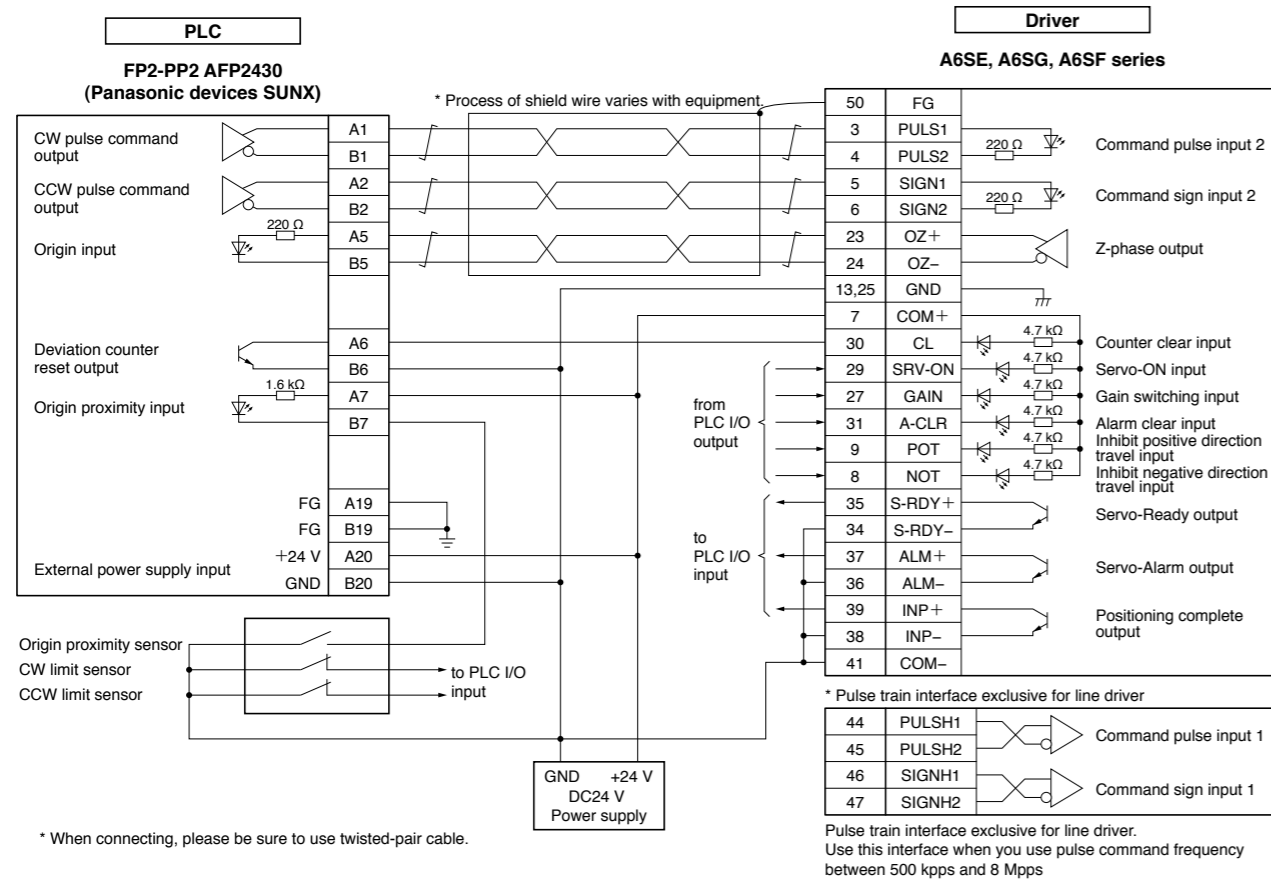 PLC
FP2-PP2 AFP2430
(Panasonic devices SUNX)
Driver
A6SE, A6SG, A6SF series
* Process of shield wire varies with equipment.
CW pulse command
output
A1
B1
CCW pulse command
output
A2
B2
Origin input
220 Ω
A5
B5
Deviation counter
reset output
A6
B6
Origin proximity input
1.6 kΩ
A7
B7
FG A19
FG B19
External power supply input
+24 V A20
GND B20
Origin proximity sensor
CW limit sensor
CCW limit sensor
to PLC I/O
input
from
PLC I/O
output
to
PLC I/O
input
GND +24 V
DC24 V
Power supply
* When connecting, please be sure to use twisted-pair cable.
50 FG
3 PULS1
4 PULS2
220 Ω
Command pulse input 2
5 SIGN1
6 SIGN2
220 Ω
Command sign input 2
23 OZ+
24 OZ−
Z-phase output
13,25 GND
7 COM+
30 CL 4.7 kΩ Counter clear input
29 SRV-ON 4.7 kΩ Servo-ON input
27 GAIN 4.7 kΩ Gain switching input
31 A-CLR 4.7 kΩ Alarm clear input
9 POT 4.7 kΩ Inhibit positive direction
travel input
8 NOT 4.7 kΩ Inhibit negative direction
travel input
35 S-RDY+
34 S-RDY−
Servo-Ready output
37 ALM+
36 ALM−
Servo-Alarm output
39 INP+
38 INP−
Positioning complete
output
41 COM−
* Pulse train interface exclusive for line driver
44 PULSH1
45 PULSH2
Command pulse input 1
46 SIGNH1
47 SIGNH2
Command sign input 1
Pulse train interface exclusive for line driver.
Use this interface when you use pulse command frequency
between 500 kpps and 8 Mpps